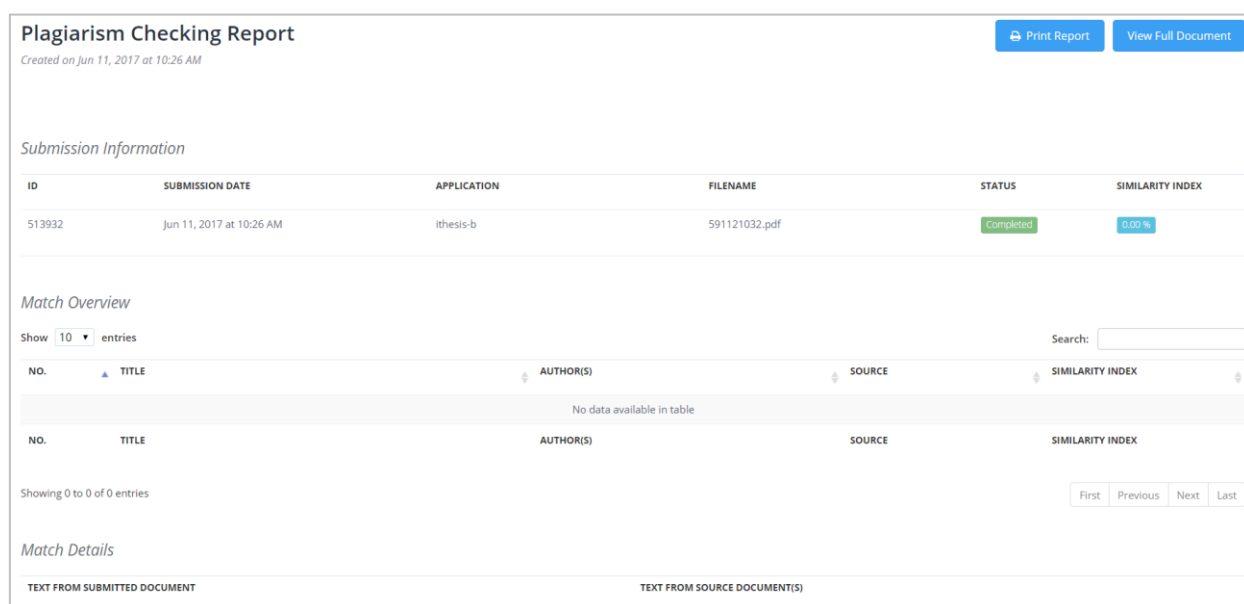 Plagiarism Checking Report
Print Report
View Full Document
Created on Jun 11, 2017 at 10:26 AM
Submission Information
ID SUBMISSION DATE APPLICATION FILENAME STATUS SIMILARITY INDEX
513932 Jun 11, 2017 at 10:26 AM ithesis-b 591121032.pdf Completed 0.00 %
Match Overview
Show 10 entries
Search:
NO. TITLE AUTHOR(S) SOURCE SIMILARITY INDEX
No data available in table
NO. TITLE AUTHOR(S) SOURCE SIMILARITY INDEX
Showing 0 to 0 of 0 entries
First Previous Next Last
Match Details
TEXT FROM SUBMITTED DOCUMENT TEXT FROM SOURCE DOCUMENT(S)